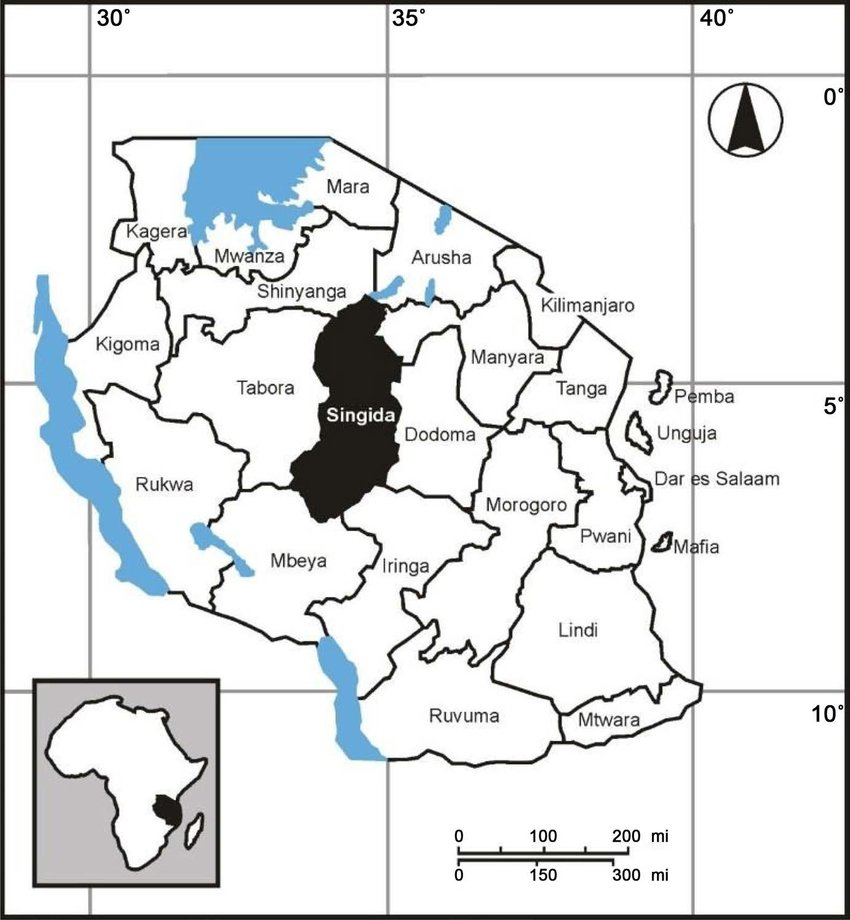 30˚ 35˚ 40˚
0˚
Mara
Kagera
Mwanza
Arusha
Shinyanga
Kilimanjaro
Kigoma
Manyara
Tabora
Tanga
Pemba
5˚
Singida
Dodoma
Unguja
Rukwa
Dar es Salaam
Morogoro
Pwani
Mafia
Mbeya
Iringa
Lindi
10˚
Ruvuma
Mtwara
0 100 200 mi
0 150 300 mi